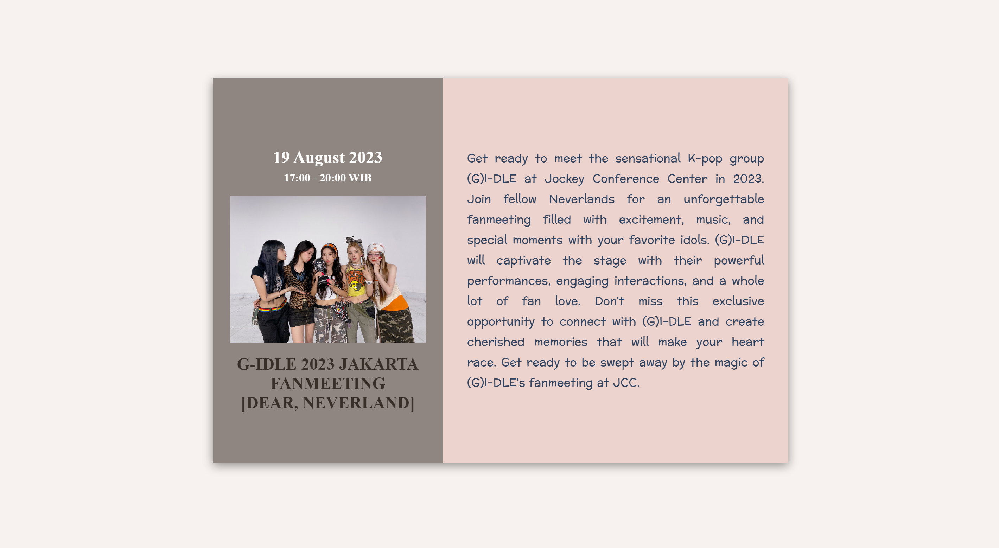 19 August 2023
17:00 - 20:00 WIB
G-IDLE 2023 JAKARTA
FANMEETING
[DEAR, NEVERLAND]
Get ready to meet the sensational K-pop group
(G)I-DLE at Jockey Conference Center in 2023.
Join fellow Neverlands for an unforgettable
fanmeeting filled with excitement, music, and
special moments with your favorite idols. (G)I-DLE
will captivate the stage with their powerful
performances, engaging interactions, and a whole
lot of fan love. Don't miss this exclusive
opportunity to connect with (G)I-DLE and create
cherished memories that will make your heart
race. Get ready to be swept away by the magic of
(G)I-DLE's fanmeeting at JCC.